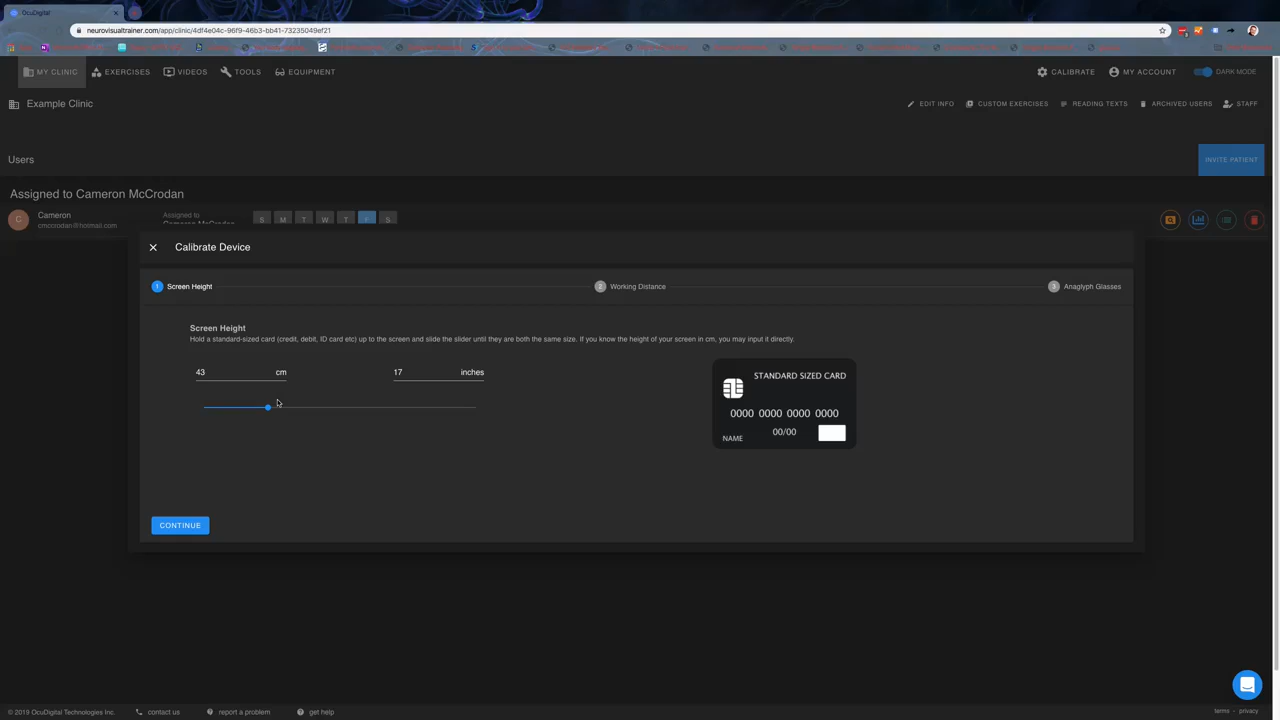 OcuDigital
neurovisualtrainer.com/app/clinic/4df4e04c-96f9-46b3-bb41-73235049ef21
MY CLINIC EXERCISES VIDEOS TOOLS EQUIPMENT CALIBRATE MY ACCOUNT DARK MODE
Example Clinic EDIT INFO CUSTOM EXERCISES READING TEXTS ARCHIVED USERS STAFF
Users INVITE PATIENT
Assigned to Cameron McCrodan
C Cameron Assigned to S M T W T F S
cmccrodan@hotmail.com
Calibrate Device
1 Screen Height 2 Working Distance 3 Anaglyph Glasses
Screen Height
Hold a standard-sized card (credit, debit, ID card etc) up to the screen and slide the slider until they are both the same size. If you know the height of your screen in cm, you may input it directly.
43 cm 17 inches
STANDARD SIZED CARD
0000 0000 0000 0000
00/00
NAME
CONTINUE
© 2019 OcuDigital Technologies Inc. contact us report a problem get help terms - privacy